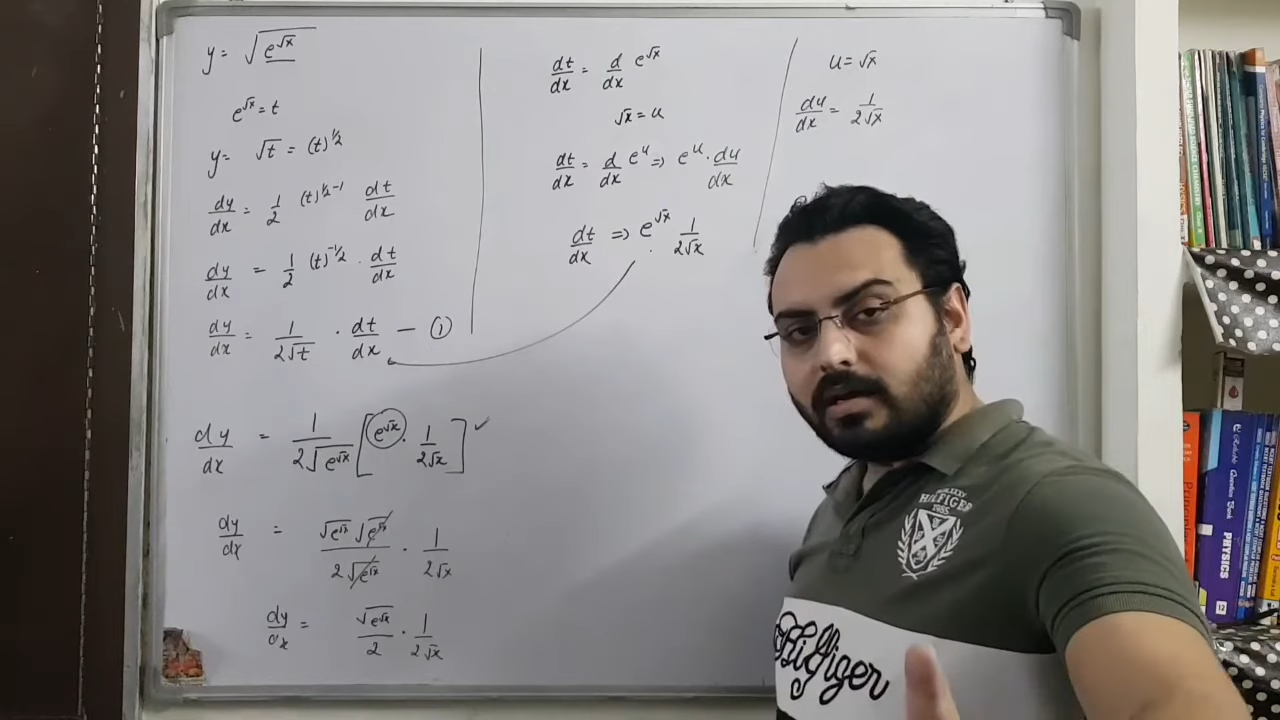 y = √(e^√x)
e^√x = t
y = √t = (t)^1/2
dy/dx = 1/2 (t)^1/2-1 dt/dx
dy/dx = 1/2 (t)^-1/2 · dt/dx
dy/dx = 1/(2√t) · dt/dx — ①
dy/dx = 1/(2√(e^√x)) [e^√x · 1/(2√x)] ✓
dy/dx = √(e^√x) √(e^√x) / 2√(e^√x) · 1/(2√x)
dy/dx = √(e^√x)/2 · 1/(2√x)
dt/dx = d/dx e^√x
√x = u
dt/dx = d/dx e^u ⇒ e^u · du/dx
dt/dx ⇒ e^√x · 1/(2√x)
u = √x
du/dx = 1/(2√x)
HILFIGER
1985
Hilfiger
PHYSICS
12